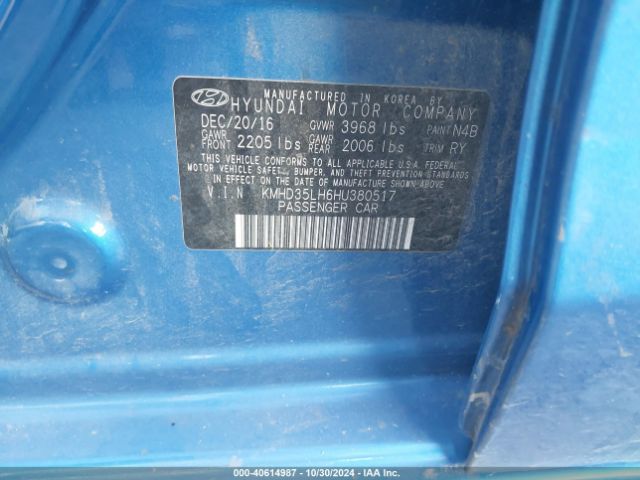 MANUFACTURED IN KOREA BY
HYUNDAI MOTOR COMPANY
DEC/20/16 GVWR 3968 lbs PAINT N4B
GAWR FRONT 2205 lbs GAWR REAR 2006 lbs TRIM RY
THIS VEHICLE CONFORMS TO ALL APPLICABLE U.S.A. FEDERAL
MOTOR VEHICLE SAFETY, BUMPER, AND THEFT PREVENTION STANDARDS
IN EFFECT ON THE DATE OF MANUFACTURE SHOWN ABOVE.
V.I.N KMHD35LH6HU380517
PASSENGER CAR
© - 40614987 - 10/30/2024 - IAA Inc.